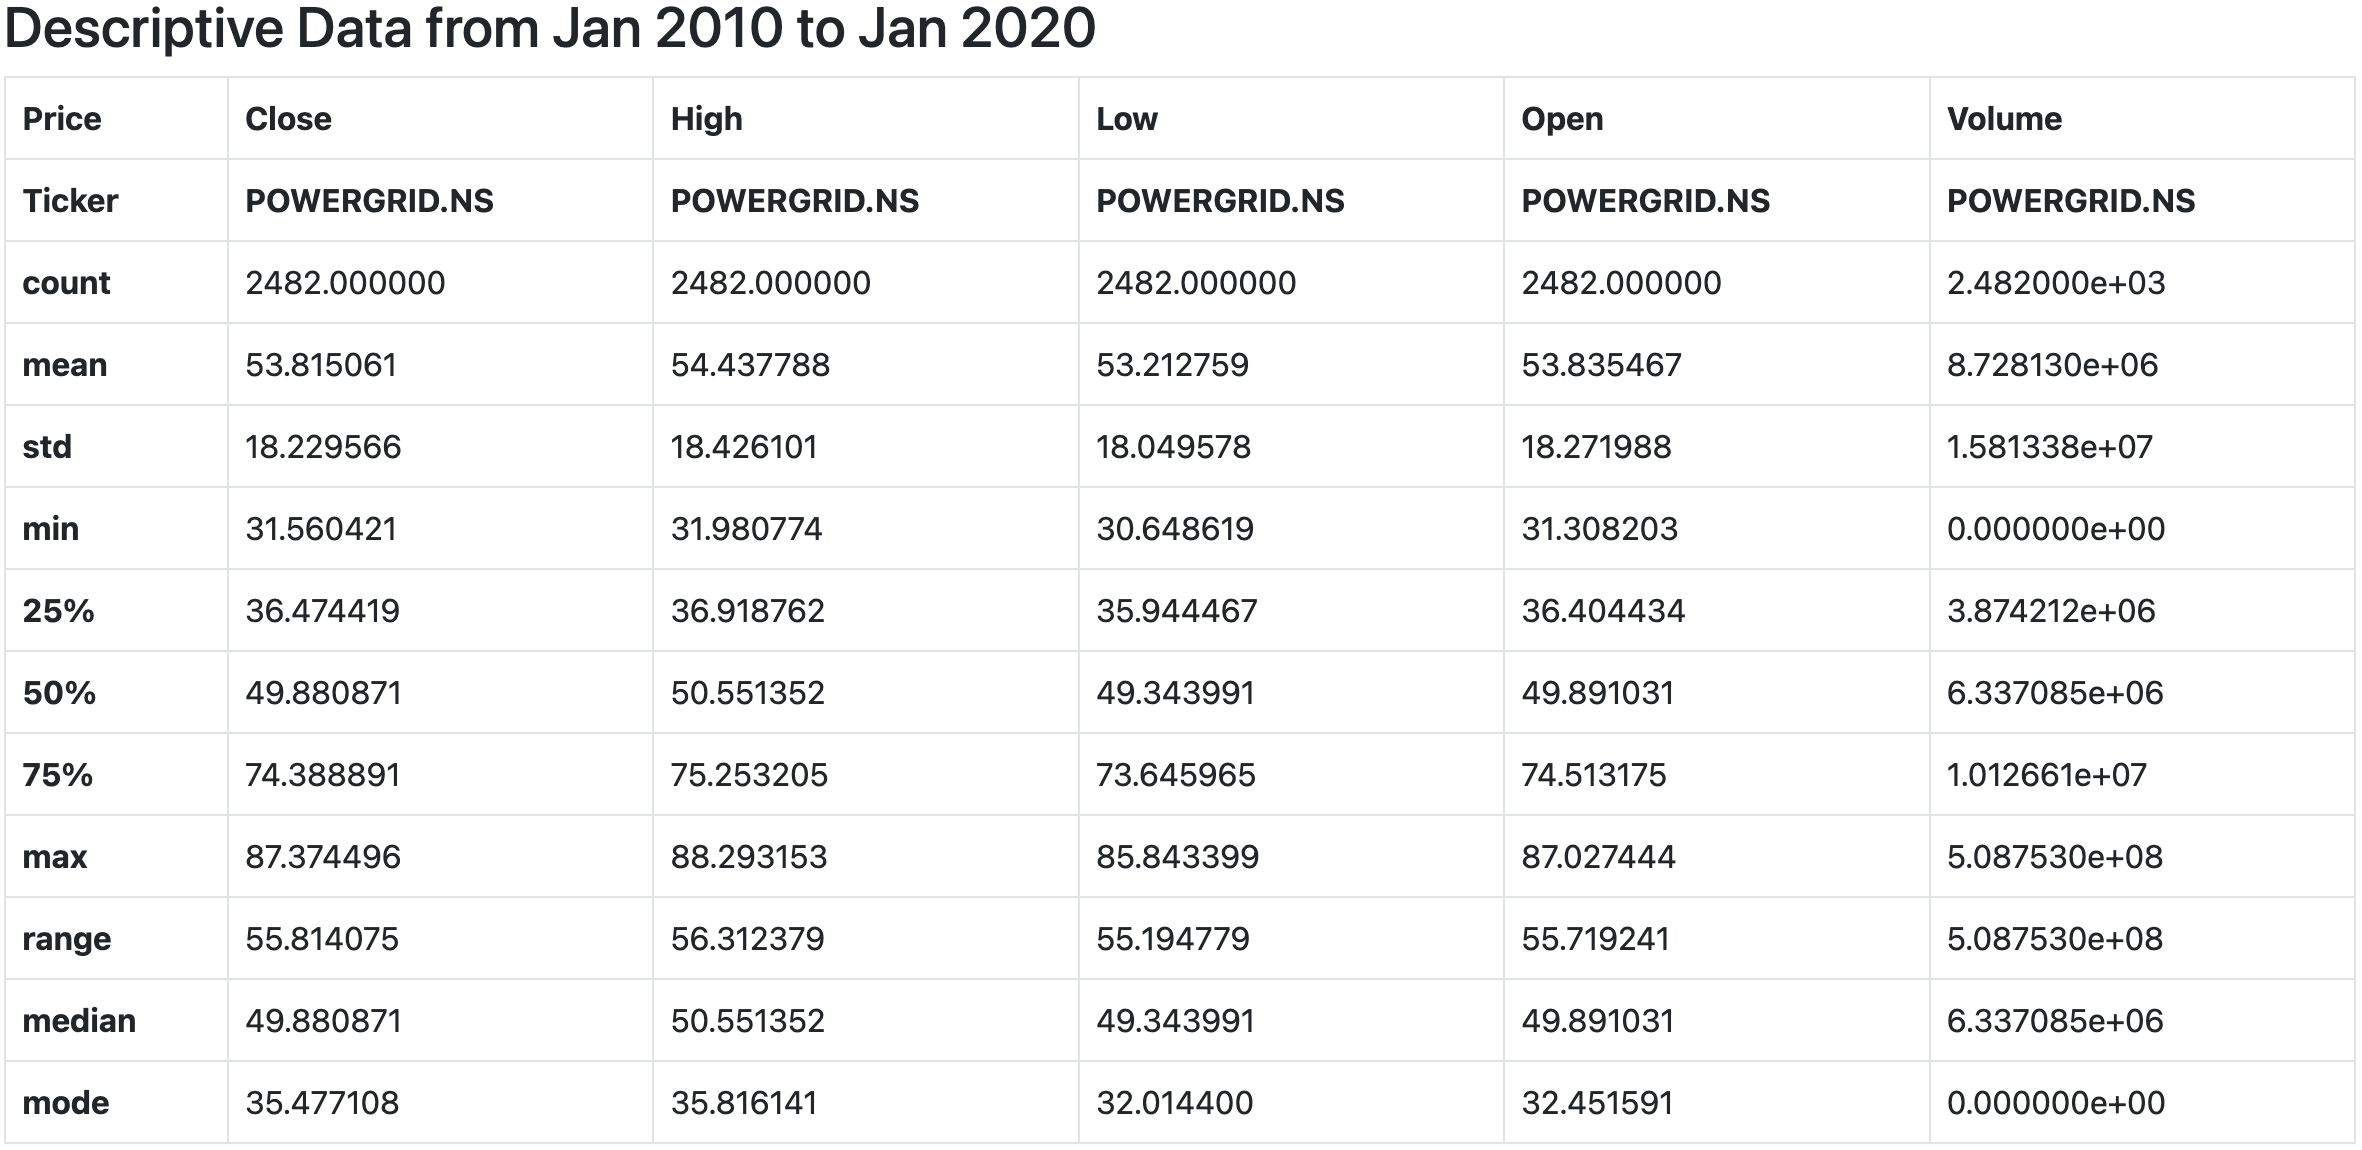 Descriptive Data from Jan 2010 to Jan 2020
Price Close High Low Open Volume
Ticker POWERGRID.NS POWERGRID.NS POWERGRID.NS POWERGRID.NS POWERGRID.NS
count 2482.000000 2482.000000 2482.000000 2482.000000 2.482000e+03
mean 53.815061 54.437788 53.212759 53.835467 8.728130e+06
std 18.229566 18.426101 18.049578 18.271988 1.581338e+07
min 31.560421 31.980774 30.648619 31.308203 0.000000e+00
25% 36.474419 36.918762 35.944467 36.404434 3.874212e+06
50% 49.880871 50.551352 49.343991 49.891031 6.337085e+06
75% 74.388891 75.253205 73.645965 74.513175 1.012661e+07
max 87.374496 88.293153 85.843399 87.027444 5.087530e+08
range 55.814075 56.312379 55.194779 55.719241 5.087530e+08
median 49.880871 50.551352 49.343991 49.891031 6.337085e+06
mode 35.477108 35.816141 32.014400 32.451591 0.000000e+00